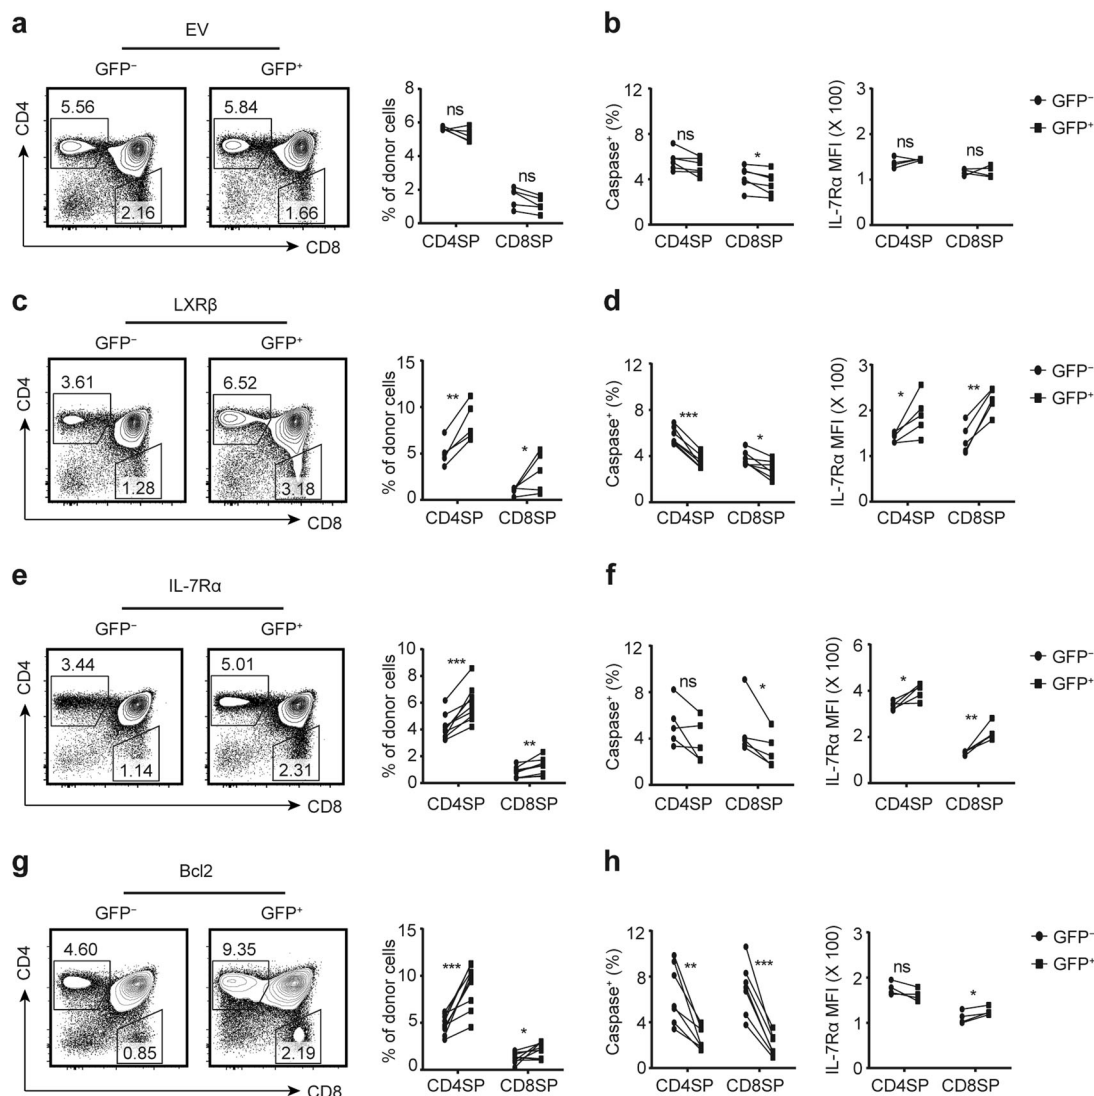 a
EV
GFP⁻
GFP⁺
CD4
5.56
2.16
5.84
1.66
CD8
% of donor cells
8
6
4
2
0
ns
ns
CD4SP
CD8SP
b
Caspase⁺ (%)
12
8
4
0
ns
*
CD4SP
CD8SP
IL-7Rα MFI (X 100)
3
2
1
0
ns
ns
CD4SP
CD8SP
GFP⁻
GFP⁺
c
LXRβ
GFP⁻
GFP⁺
CD4
3.61
1.28
6.52
3.18
CD8
% of donor cells
15
10
5
0
**
*
CD4SP
CD8SP
d
Caspase⁺ (%)
12
8
4
0
***
*
CD4SP
CD8SP
IL-7Rα MFI (X 100)
3
2
1
0
*
**
CD4SP
CD8SP
GFP⁻
GFP⁺
e
IL-7Rα
GFP⁻
GFP⁺
CD4
3.44
1.14
5.01
2.31
CD8
% of donor cells
10
8
6
4
2
0
***
**
CD4SP
CD8SP
f
Caspase⁺ (%)
12
8
4
0
ns
*
CD4SP
CD8SP
IL-7Rα MFI (X 100)
6
4
2
0
*
**
CD4SP
CD8SP
GFP⁻
GFP⁺
g
Bcl2
GFP⁻
GFP⁺
CD4
4.60
0.85
9.35
2.19
CD8
% of donor cells
15
10
5
0
***
*
CD4SP
CD8SP
h
Caspase⁺ (%)
12
8
4
0
**
***
CD4SP
CD8SP
IL-7Rα MFI (X 100)
3
2
1
0
ns
*
CD4SP
CD8SP
GFP⁻
GFP⁺